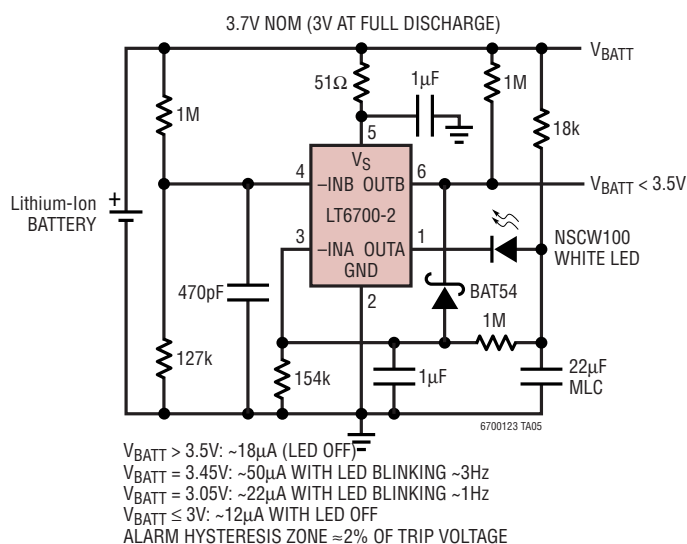 3.7V NOM (3V AT FULL DISCHARGE)
VBATT
51Ω
1µF
1M
1M
18k
5
VS
4
–INB OUTB
6
VBATT < 3.5V
Lithium-Ion
BATTERY
+
LT6700-2
3
–INA OUTA
1
GND
NSCW100
WHITE LED
2
470pF
BAT54
1M
127k
154k
1µF
22µF
MLC
6700123 TA05
VBATT > 3.5V: ~18µA (LED OFF)
VBATT = 3.45V: ~50µA WITH LED BLINKING ~3Hz
VBATT = 3.05V: ~22µA WITH LED BLINKING ~1Hz
VBATT ≤ 3V: ~12µA WITH LED OFF
ALARM HYSTERESIS ZONE ≈2% OF TRIP VOLTAGE